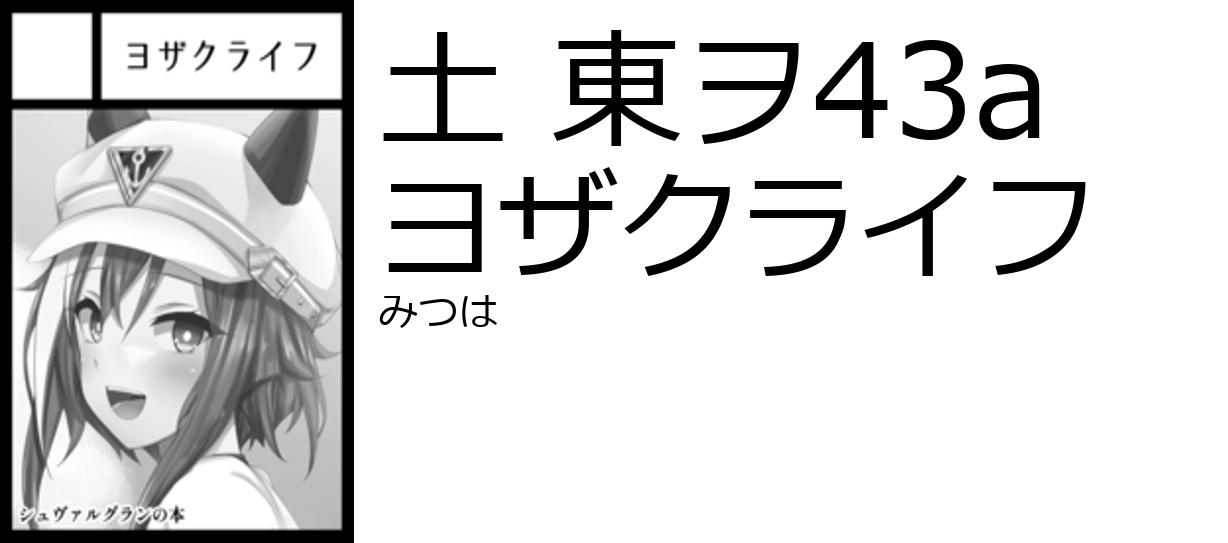 ヨザクライフ
シュヴァルグランの本
土 東ヲ43a
ヨザクライフ
みつは